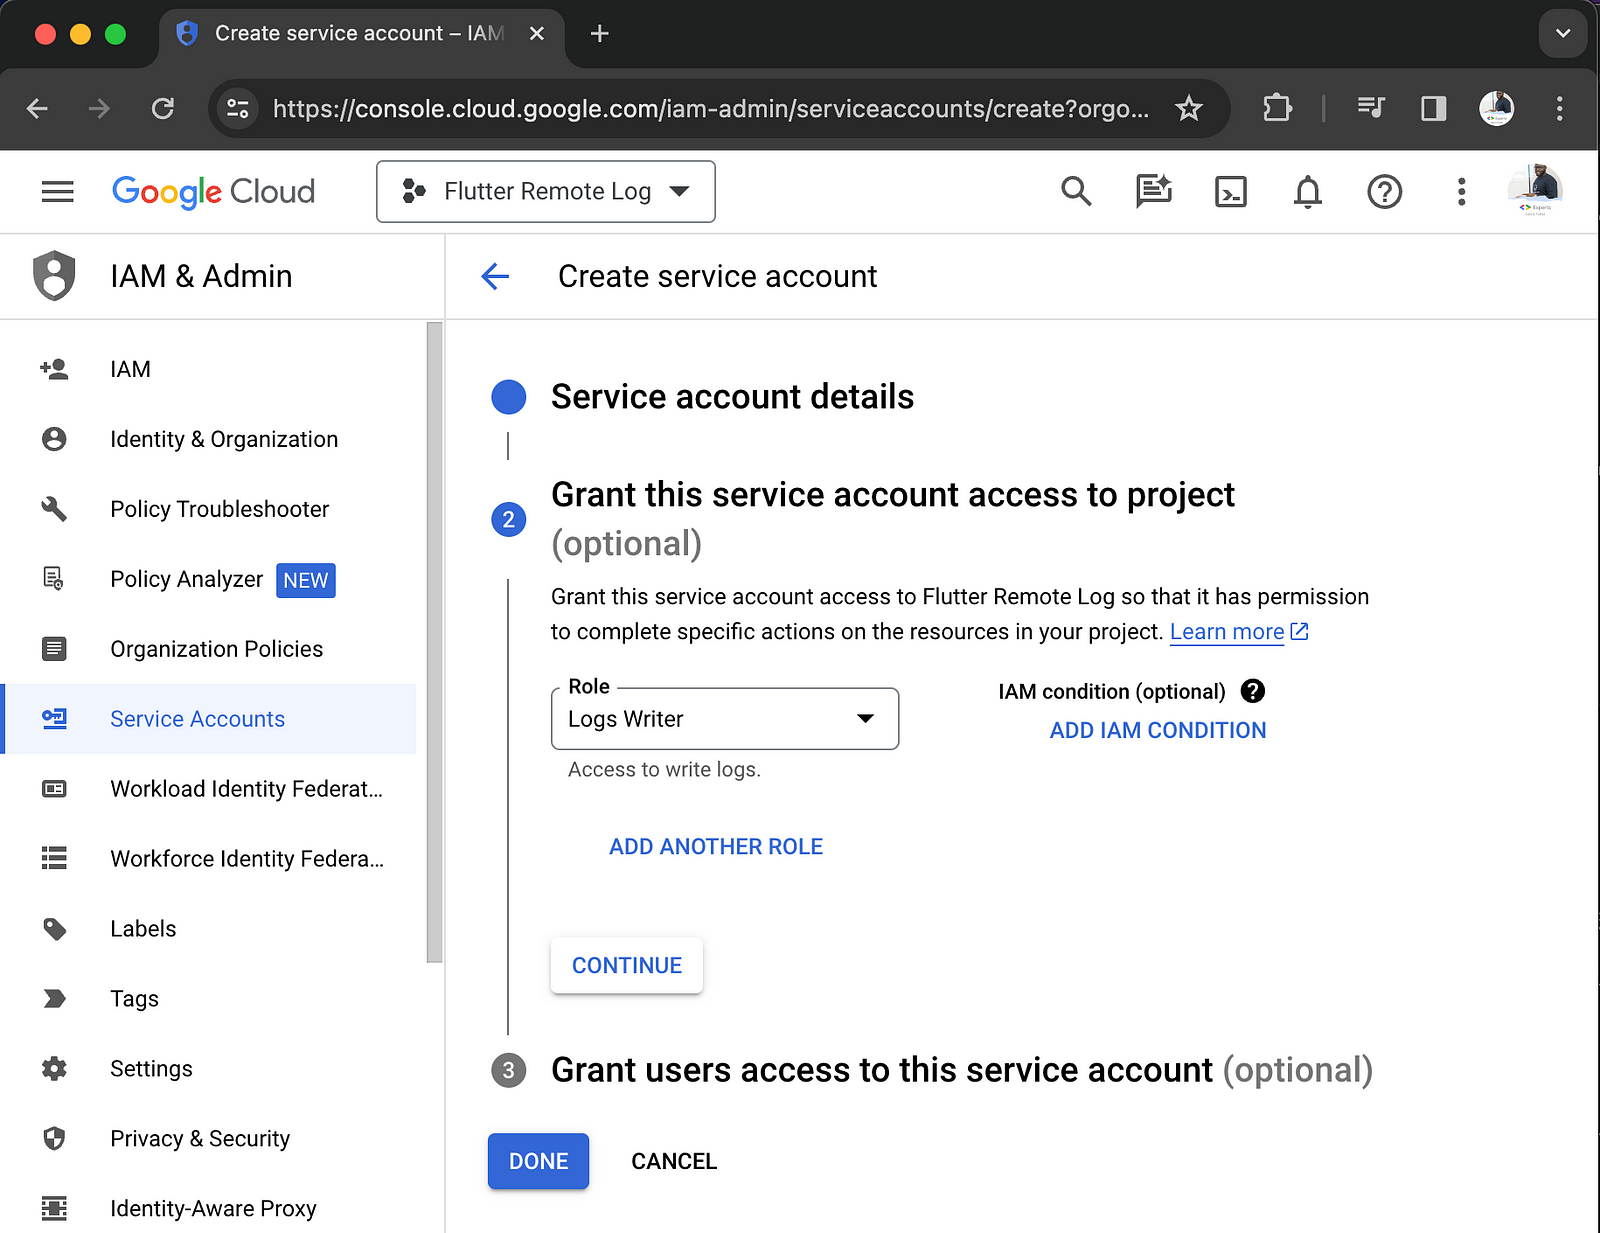 Create service account – IAM
https://console.cloud.google.com/iam-admin/serviceaccounts/create?orgo...
Google Cloud
Flutter Remote Log
IAM & Admin
Create service account
IAM
Identity & Organization
Policy Troubleshooter
Policy Analyzer NEW
Organization Policies
Service Accounts
Workload Identity Federat...
Workforce Identity Federa...
Labels
Tags
Settings
Privacy & Security
Identity-Aware Proxy
Service account details
2
Grant this service account access to project
(optional)
Grant this service account access to Flutter Remote Log so that it has permission
to complete specific actions on the resources in your project. Learn more
Role
Logs Writer
Access to write logs.
IAM condition (optional)
ADD IAM CONDITION
ADD ANOTHER ROLE
CONTINUE
3 Grant users access to this service account (optional)
DONE CANCEL